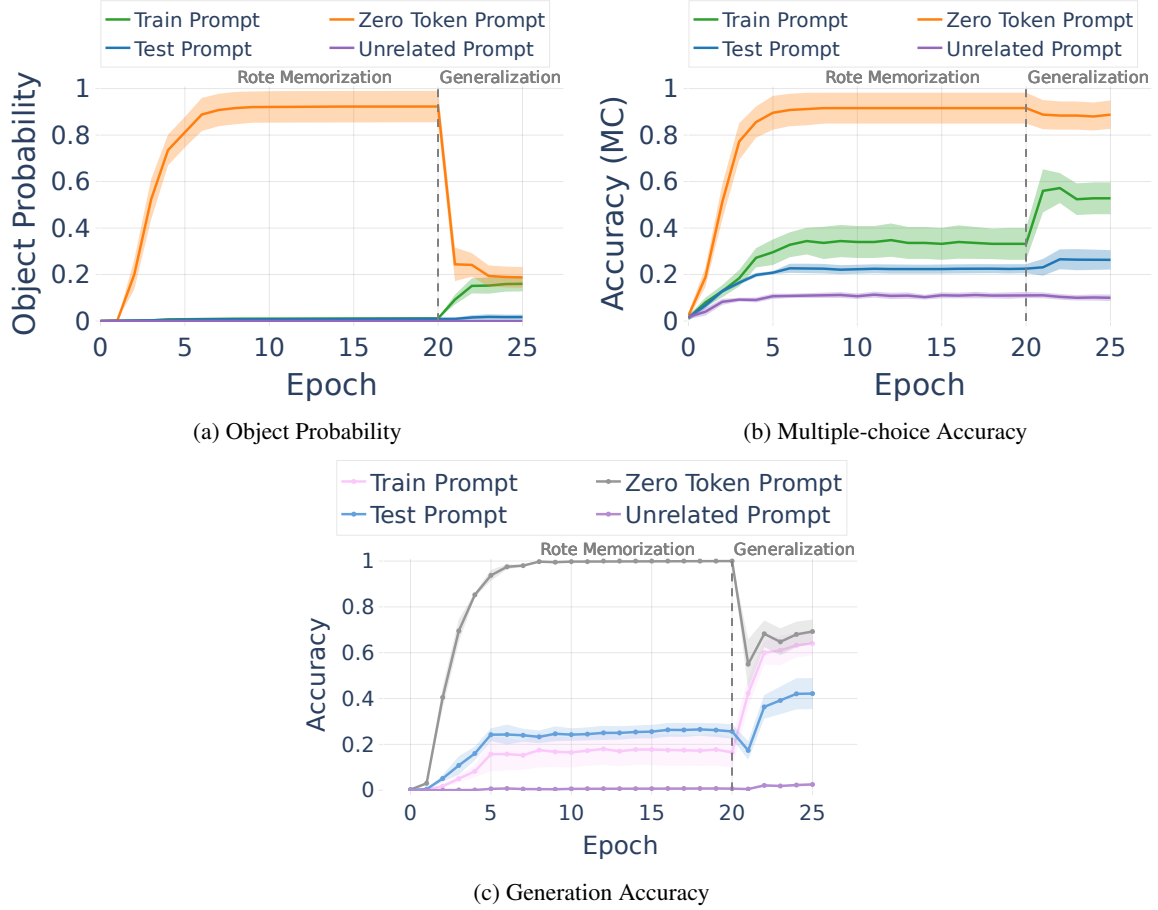 Train Prompt Zero Token Prompt
Test Prompt Unrelated Prompt
Rote Memorization Generalization
Object Probability
1
0.8
0.6
0.4
0.2
0
0 5 10 15 20 25
Epoch
(a) Object Probability
Train Prompt Zero Token Prompt
Test Prompt Unrelated Prompt
Rote Memorization Generalization
Accuracy (MC)
1
0.8
0.6
0.4
0.2
0
0 5 10 15 20 25
Epoch
(b) Multiple-choice Accuracy
Train Prompt Zero Token Prompt
Test Prompt Unrelated Prompt
Rote Memorization Generalization
Accuracy
1
0.8
0.6
0.4
0.2
0
0 5 10 15 20 25
Epoch
(c) Generation Accuracy